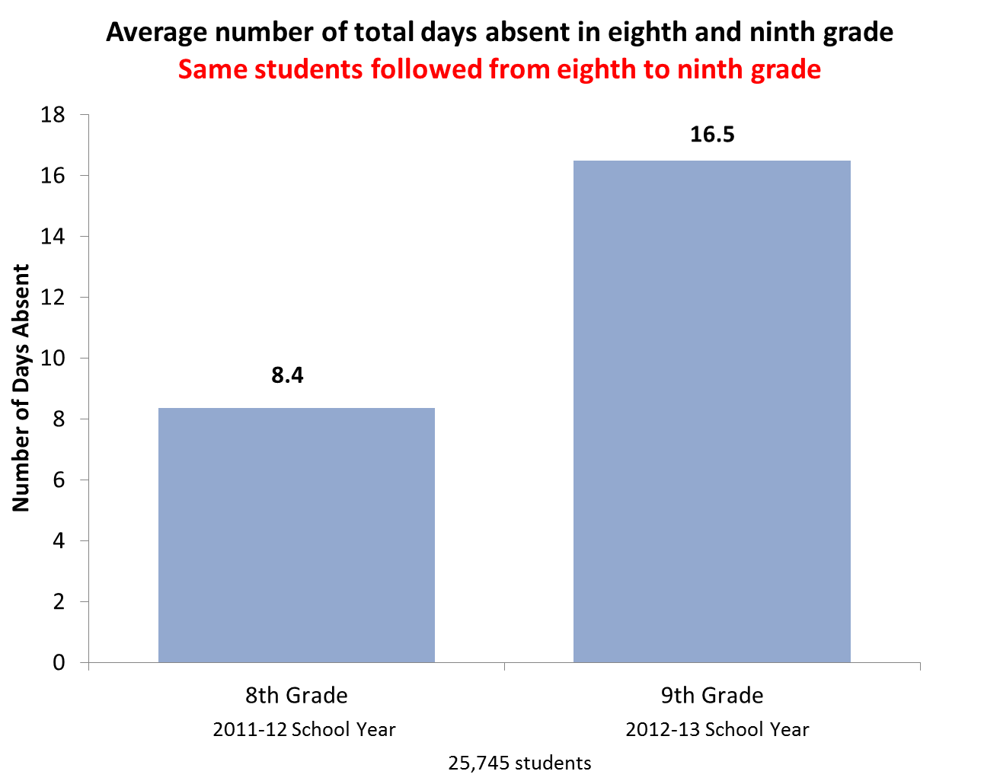 Average number of total days absent in eighth and ninth grade
Same students followed from eighth to ninth grade
Number of Days Absent
18
16
14
12
10
8
6
4
2
0
8.4
16.5
8th Grade
9th Grade
2011-12 School Year
2012-13 School Year
25,745 students